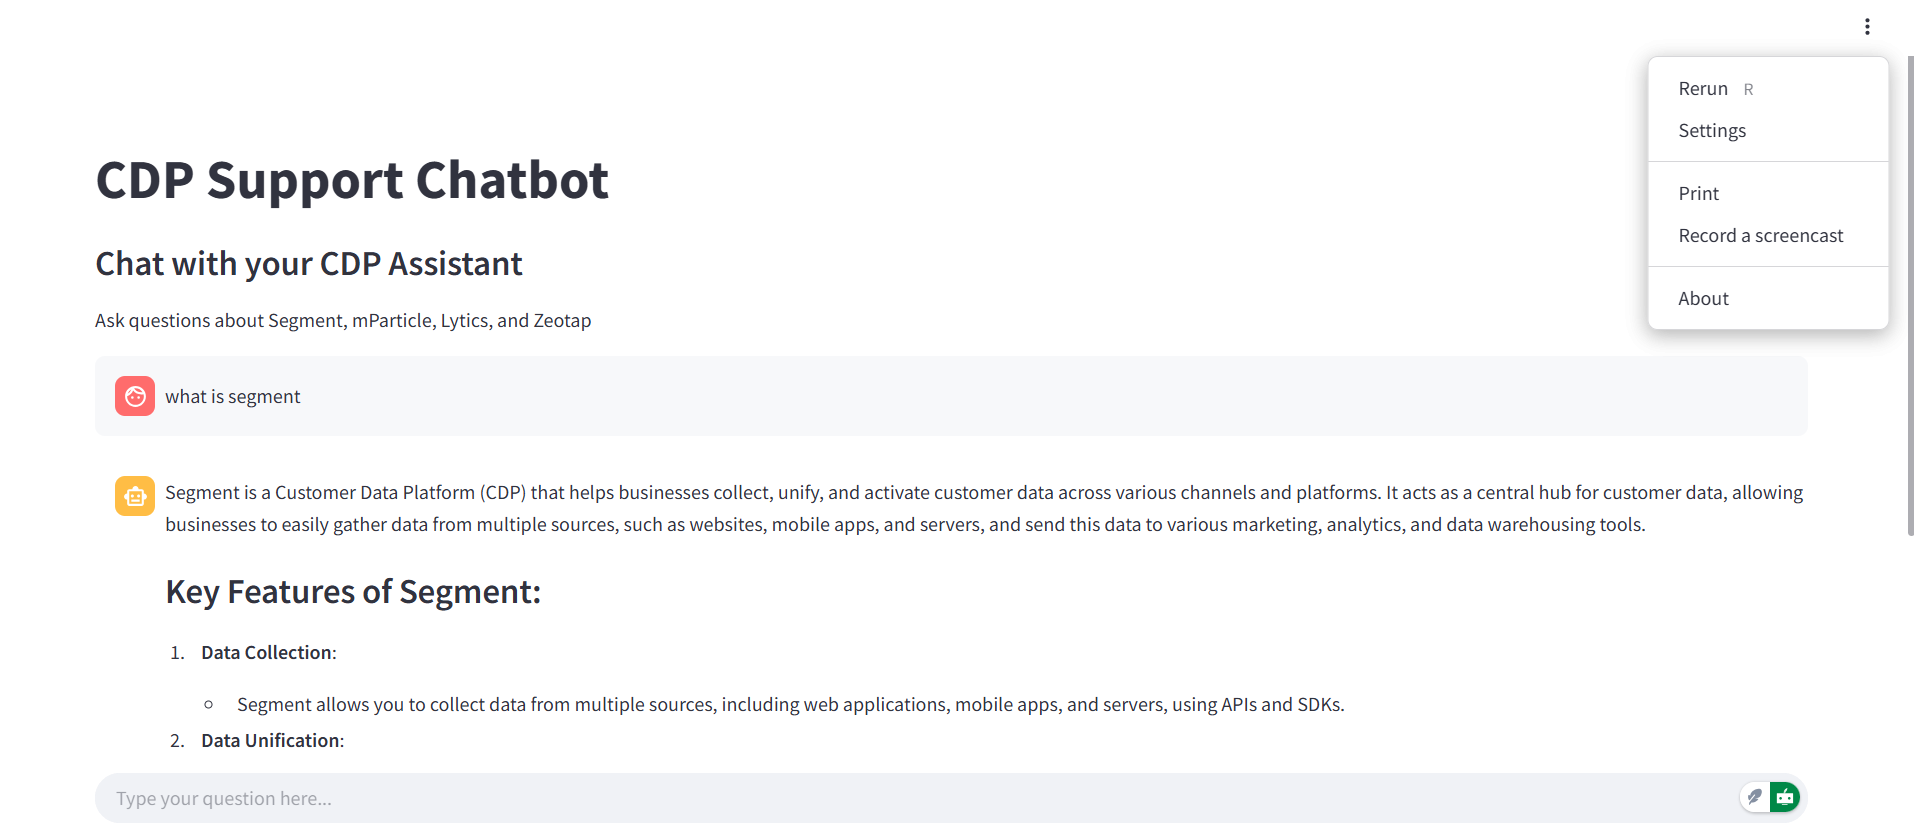 Rerun R
Settings
Print
Record a screencast
About
CDP Support Chatbot
Chat with your CDP Assistant
Ask questions about Segment, mParticle, Lytics, and Zeotap
what is segment
Segment is a Customer Data Platform (CDP) that helps businesses collect, unify, and activate customer data across various channels and platforms. It acts as a central hub for customer data, allowing
businesses to easily gather data from multiple sources, such as websites, mobile apps, and servers, and send this data to various marketing, analytics, and data warehousing tools.
Key Features of Segment:
1. Data Collection:
Segment allows you to collect data from multiple sources, including web applications, mobile apps, and servers, using APIs and SDKs.
2. Data Unification:
Type your question here...